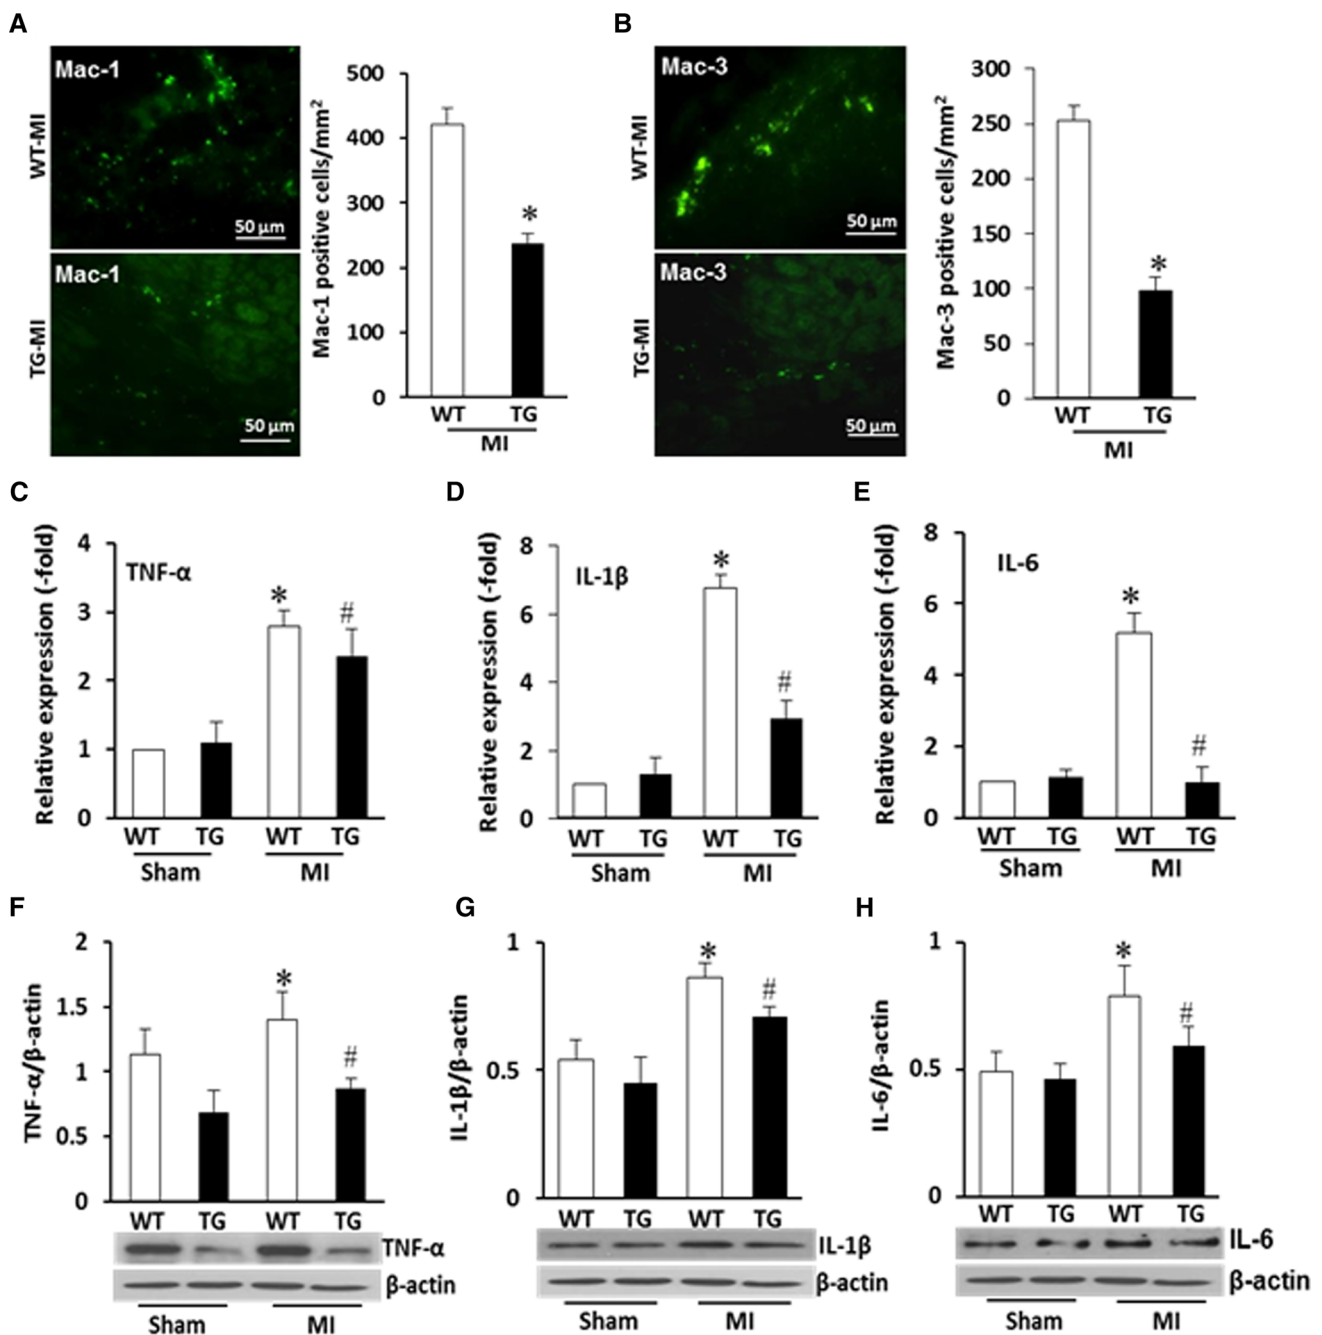 A
WT-MI
Mac-1
50 μm
TG-MI
Mac-1
50 μm
Mac-1 positive cells/mm²
500
400
300
200
100
0
*
WT TG
MI
B
WT-MI
Mac-3
50 μm
TG-MI
Mac-3
50 μm
Mac-3 positive cells/mm²
300
250
200
150
100
50
0
*
WT TG
MI
C
Relative expression (-fold)
TNF-α
4
3
2
1
0
* #
WT TG WT TG
Sham MI
D
Relative expression (-fold)
IL-1β
8
6
4
2
0
* #
WT TG WT TG
Sham MI
E
Relative expression (-fold)
IL-6
8
6
4
2
0
* #
WT TG WT TG
Sham MI
F
TNF-α/β-actin
2
1.5
1
0.5
0
* #
WT TG WT TG
TNF-α
β-actin
Sham MI
G
IL-1β/β-actin
1
0.5
0
* #
WT TG WT TG
IL-1β
β-actin
Sham MI
H
IL-6/β-actin
1
0.5
0
* #
WT TG WT TG
IL-6
β-actin
Sham MI